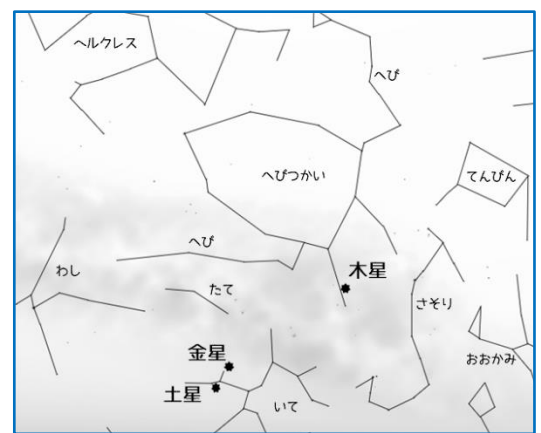 ヘルクレス
へび
へびつかい
てんびん
へび
わし
木星
たて
さそり
金星
おおかみ
土星
いて